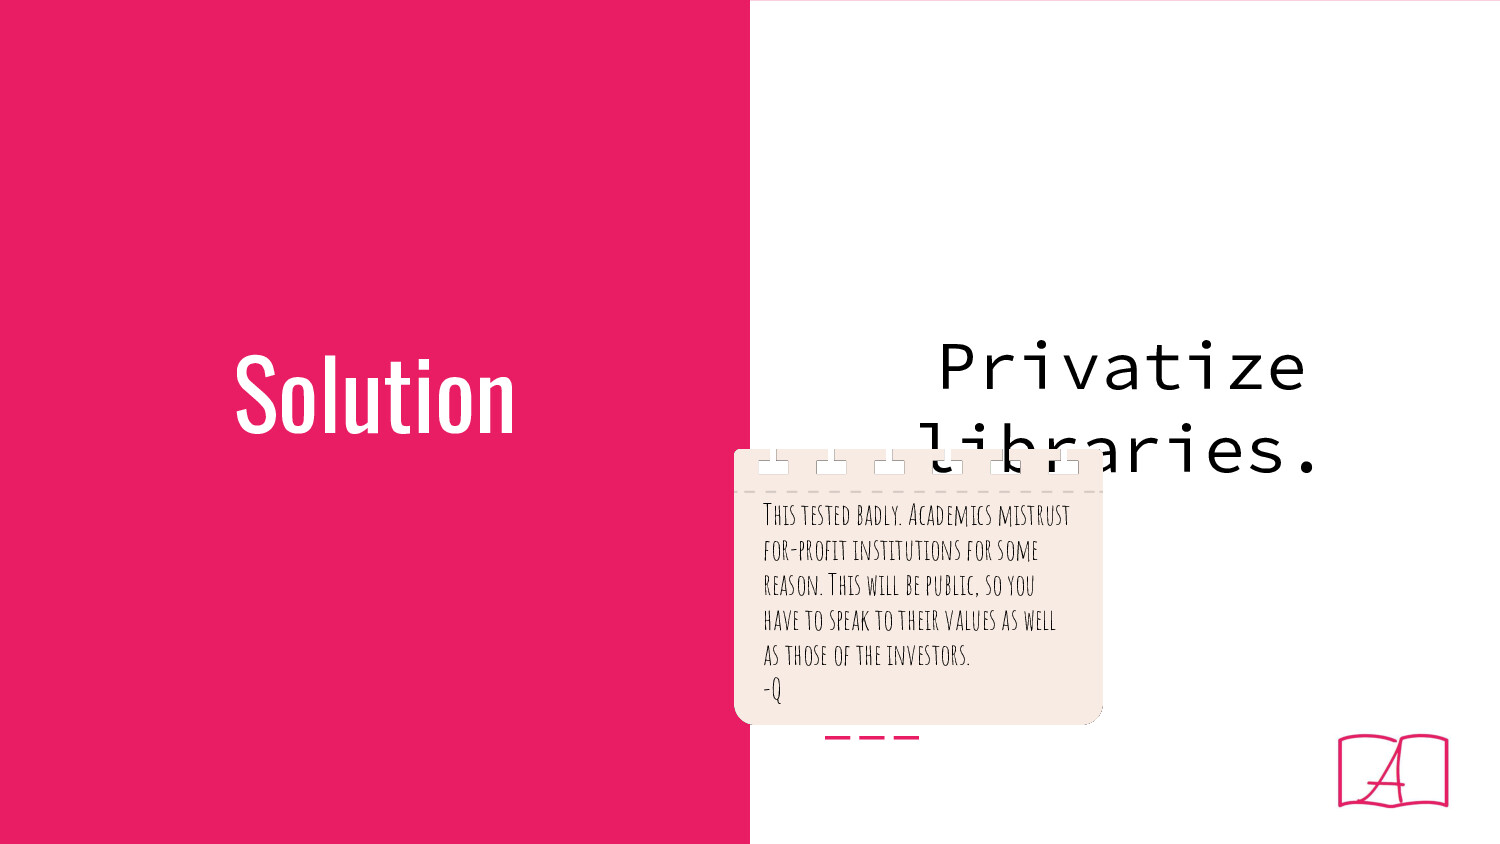 Solution
Privatize
libraries.
This tested badly. Academics mistrust
for-profit institutions for some
reason. This will be public, so you
have to speak to their values as well
as those of the investors.
-Q
A